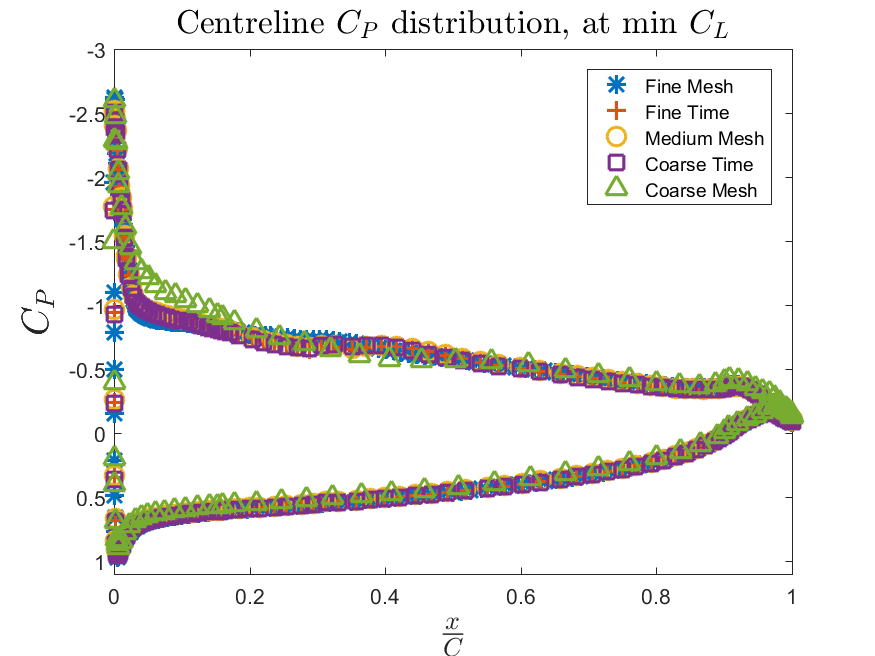 Centreline C_P distribution, at min C_L
-3
-2.5
-2
-1.5
-1
-0.5
0
0.5
1
C_P
Fine Mesh
Fine Time
Medium Mesh
Coarse Time
Coarse Mesh
0 0.2 0.4 0.6 0.8 1
x
C